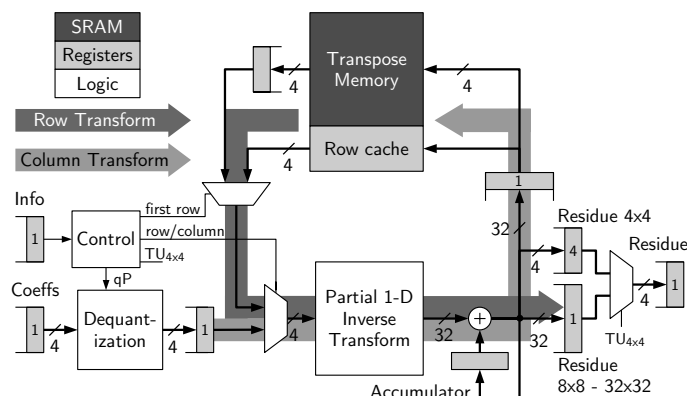 SRAM
Registers
Logic
Transpose
Memory
4
4
Row Transform
Column Transform
Row cache
4
1
Info
first row
32
Residue 4x4
1
Control
row/column
4
4
Residue
TU4x4
1
4
Coeffs
qP
1
4
Dequant-
ization
4
1
4
Partial 1-D
Inverse
Transform
32
+
32
1
TU4x4
Accumulator
Residue
8x8 - 32x32